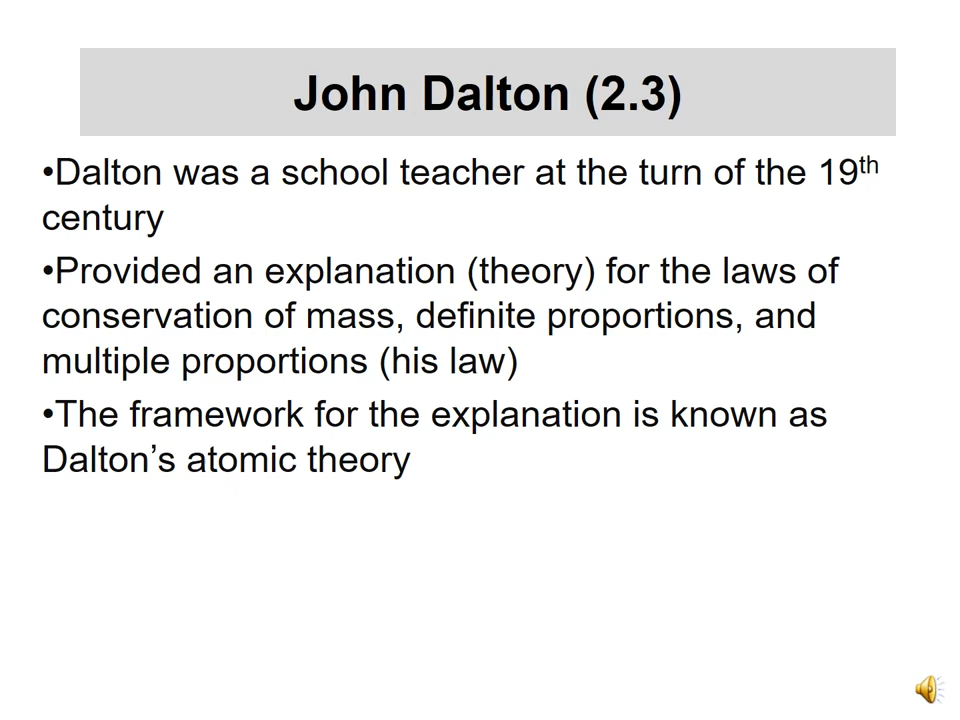 John Dalton (2.3)
•Dalton was a school teacher at the turn of the 19th
century
•Provided an explanation (theory) for the laws of
conservation of mass, definite proportions, and
multiple proportions (his law)
•The framework for the explanation is known as
Dalton’s atomic theory